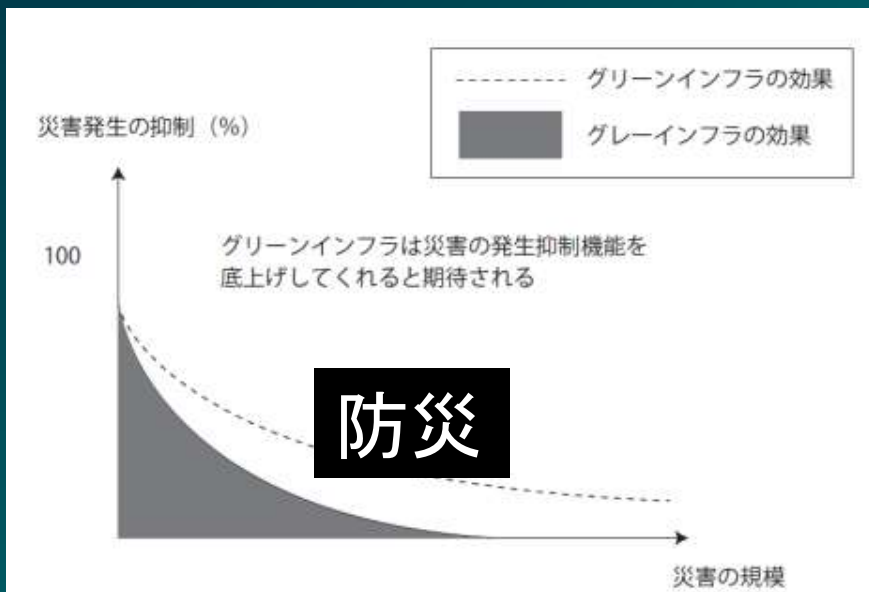 グリーンインフラの効果
グレーインフラの効果
災害発生の抑制（%）
100
グリーンインフラは災害の発生抑制機能を
底上げしてくれると期待される
防災
災害の規模